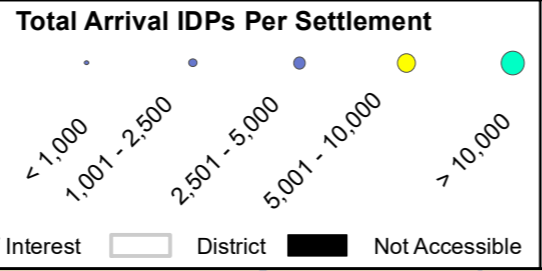 Total Arrival IDPs Per Settlement
< 1,000
1,001 - 2,500
2,501 - 5,000
5,001 - 10,000
> 10,000
Interest District Not Accessible